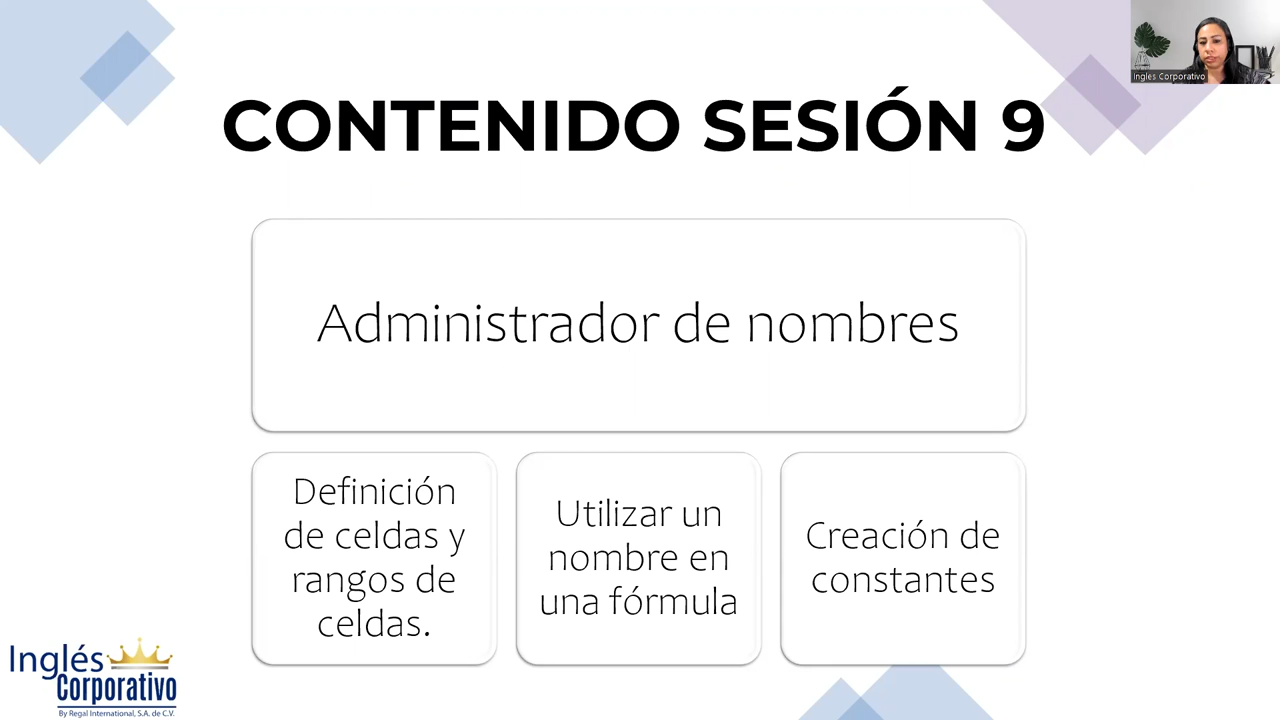 Inglés Corporativo
CONTENIDO SESIÓN 9
Administrador de nombres
Definición
de celdas y
rangos de
celdas.
Utilizar un
nombre en
una fórmula
Creación de
constantes
Inglés
Corporativo
By Regal International, S.A. de C.V.